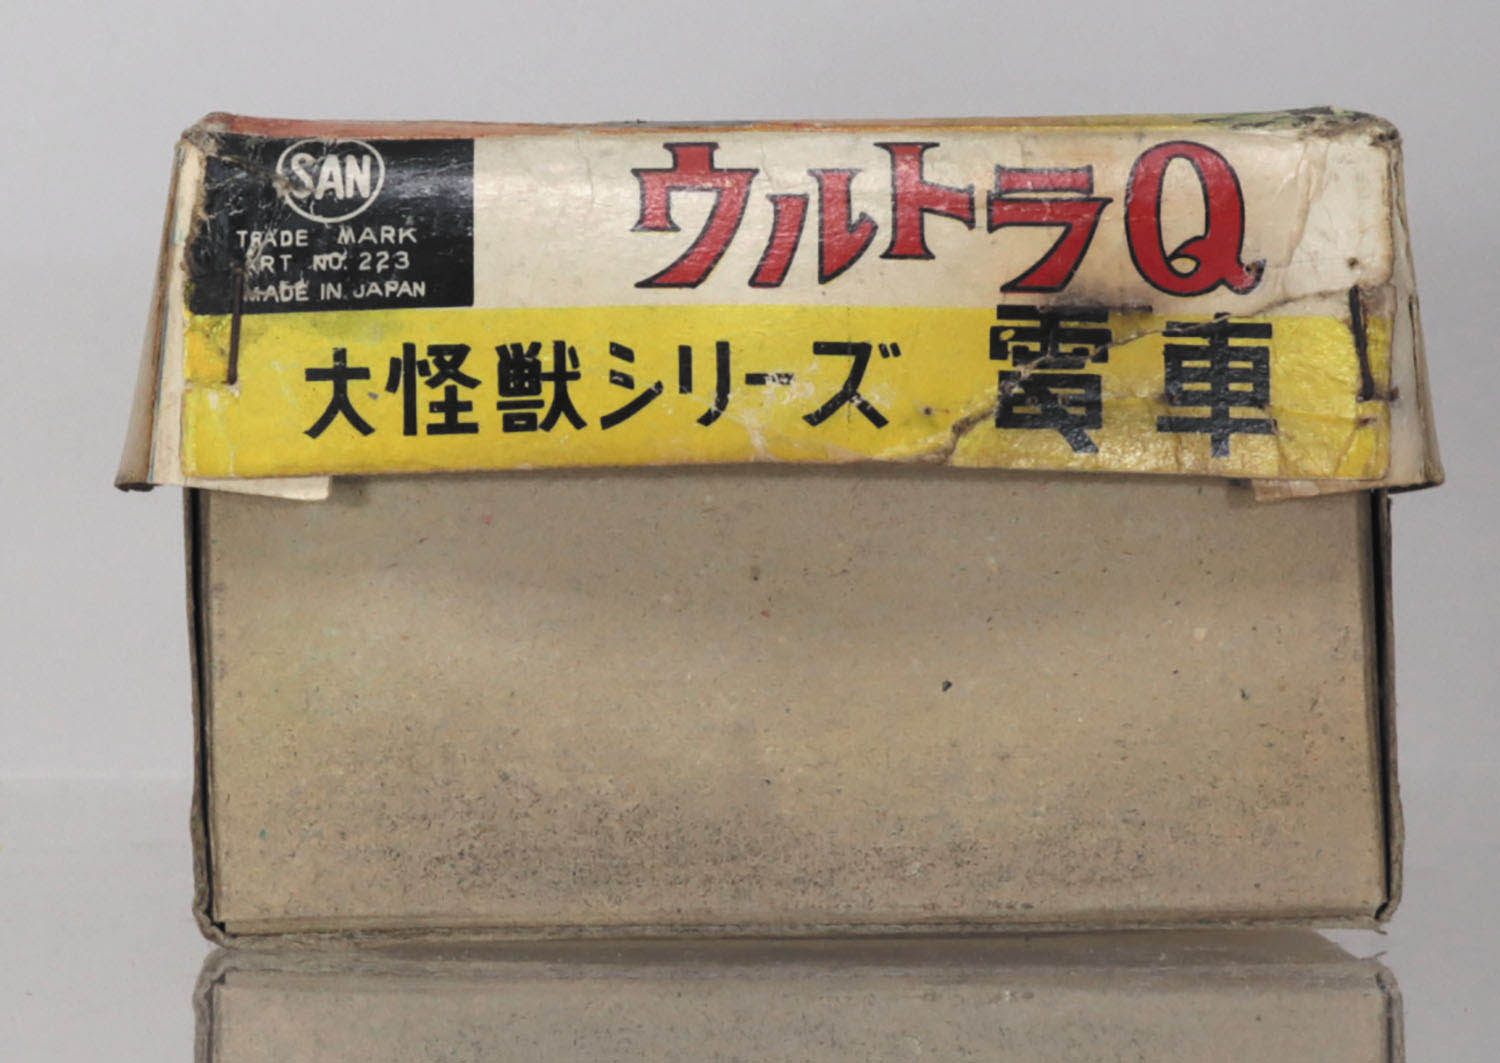 SAN
TRADE MARK
ART NO. 223
MADE IN JAPAN
ウルトラQ
大怪獣シリーズ 電車